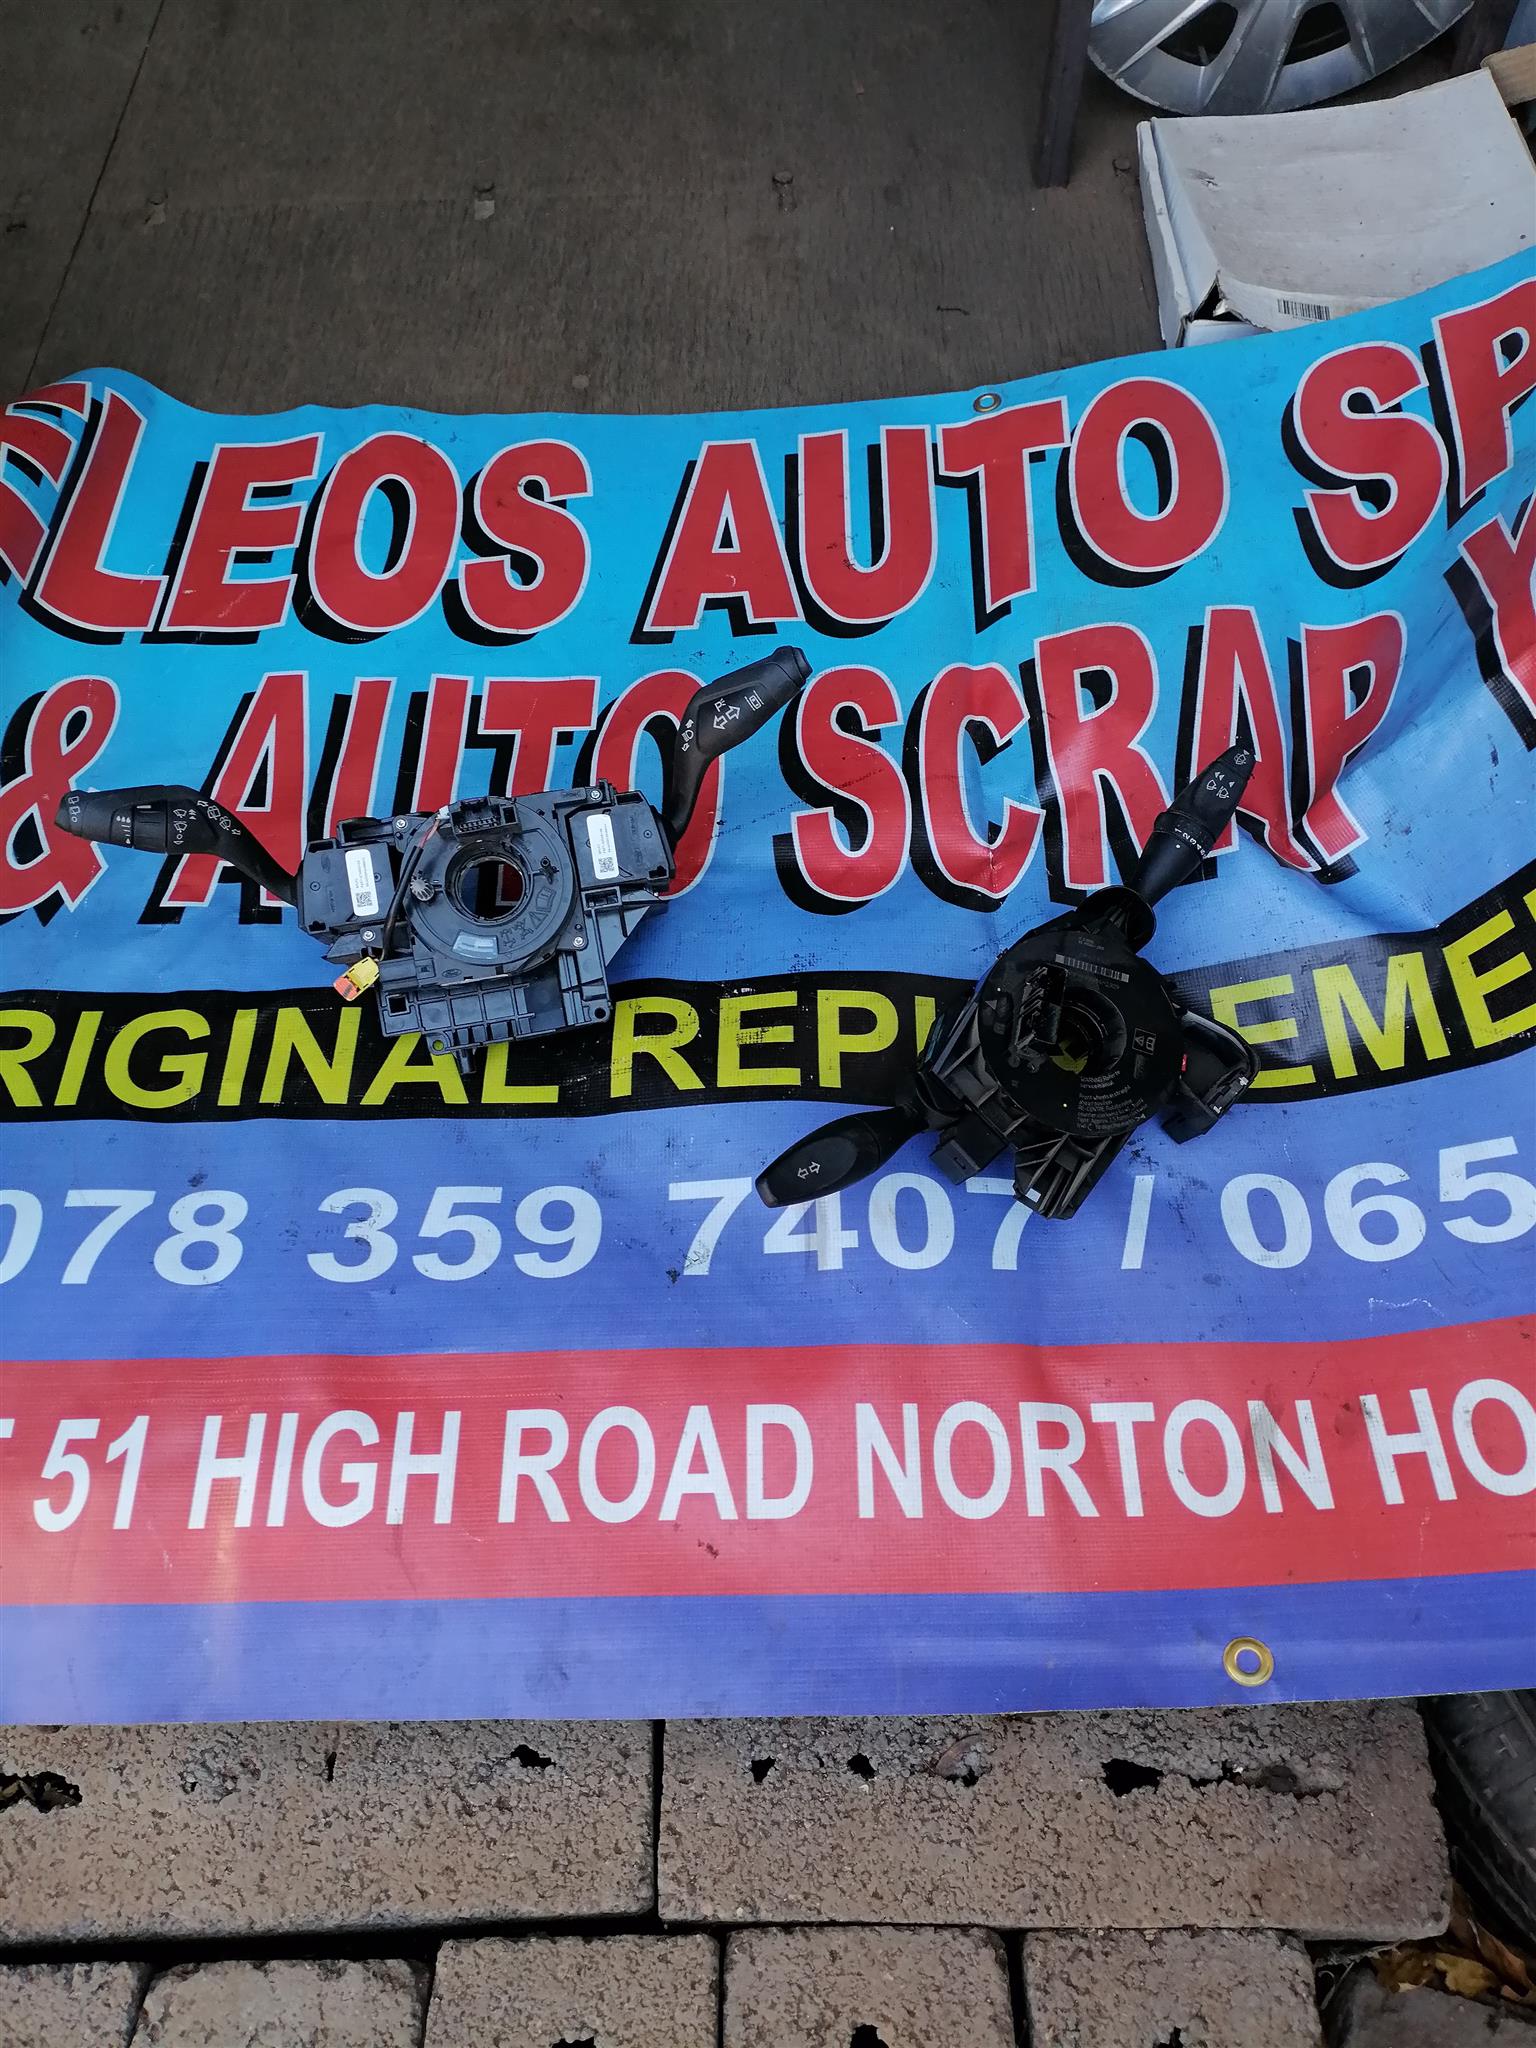 LEOS AUTO SP
& AUTO SCRAP Y
RIGINAL REPL EME
078 359 7407 / 065
51 HIGH ROAD NORTON HO